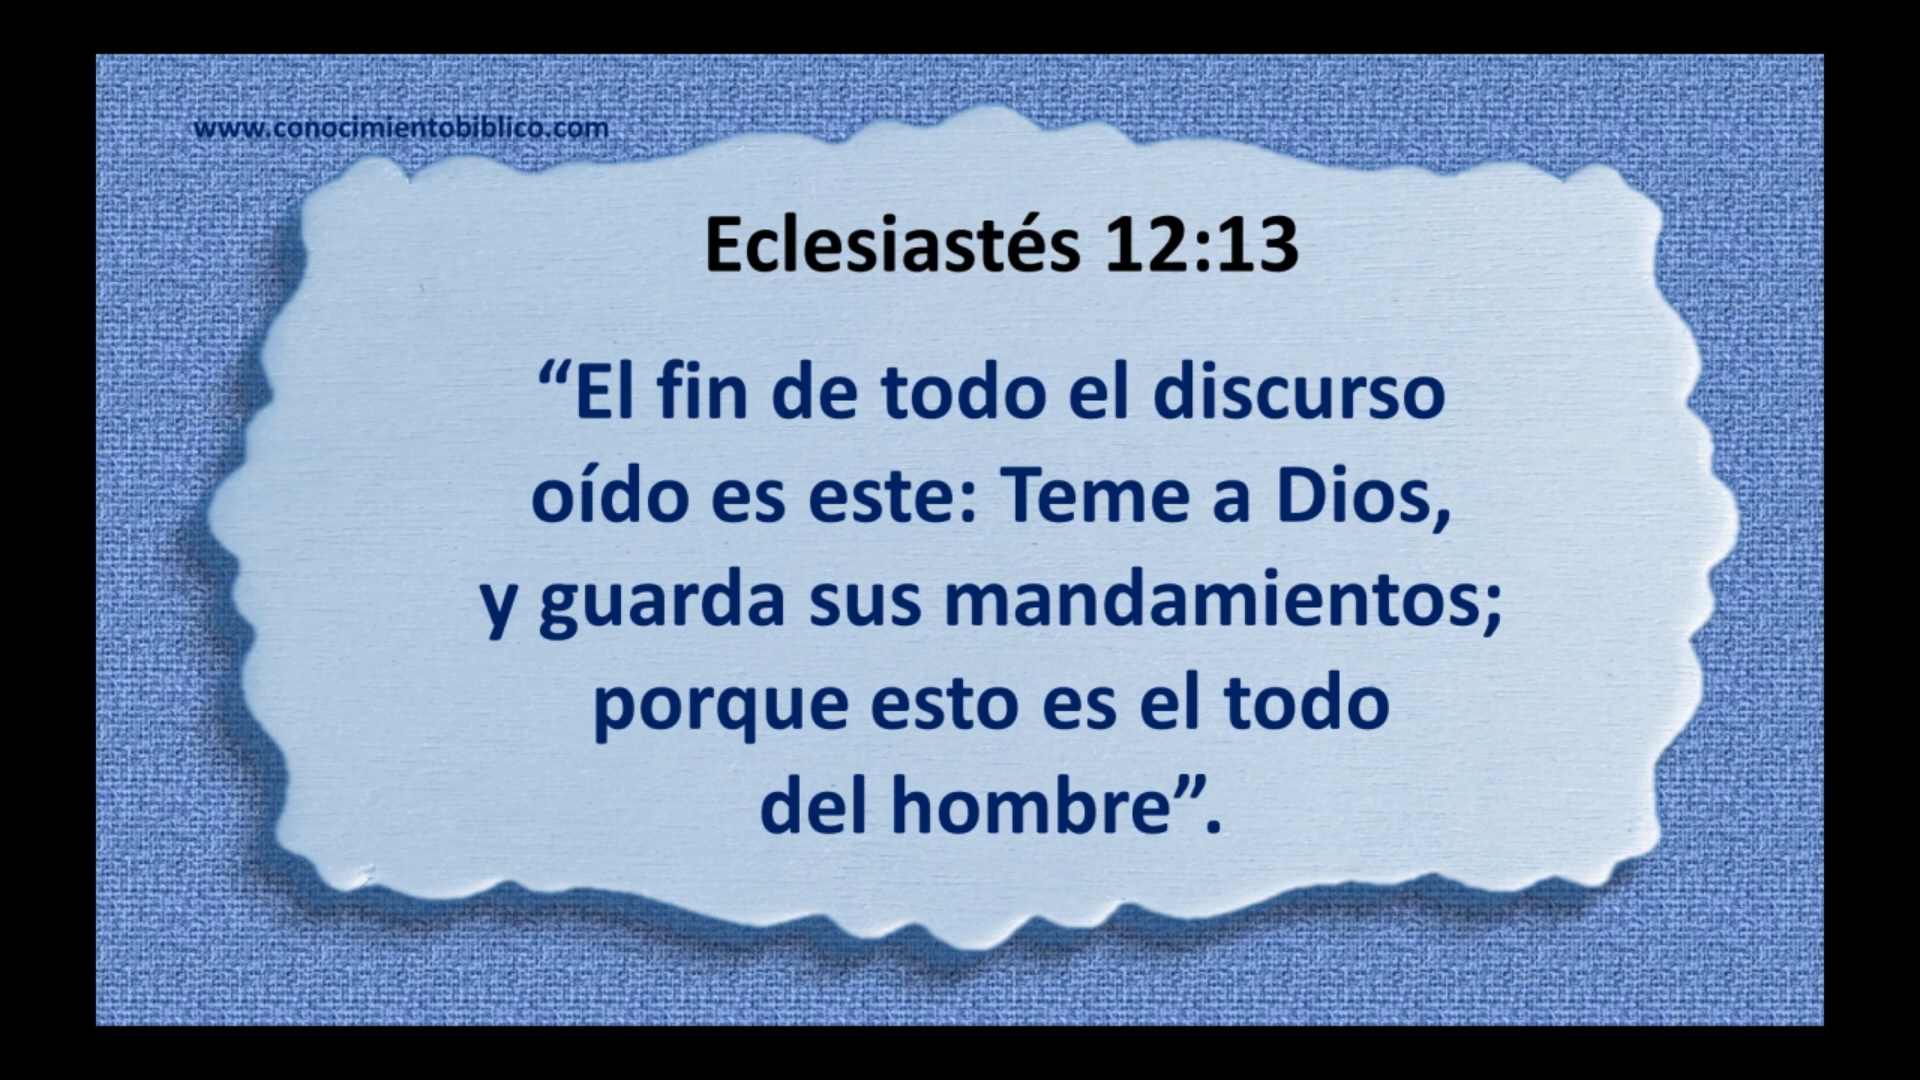 www.conocimientobiblico.com
Eclesiastés 12:13
“El fin de todo el discurso
oído es este: Teme a Dios,
y guarda sus mandamientos;
porque esto es el todo
del hombre”.